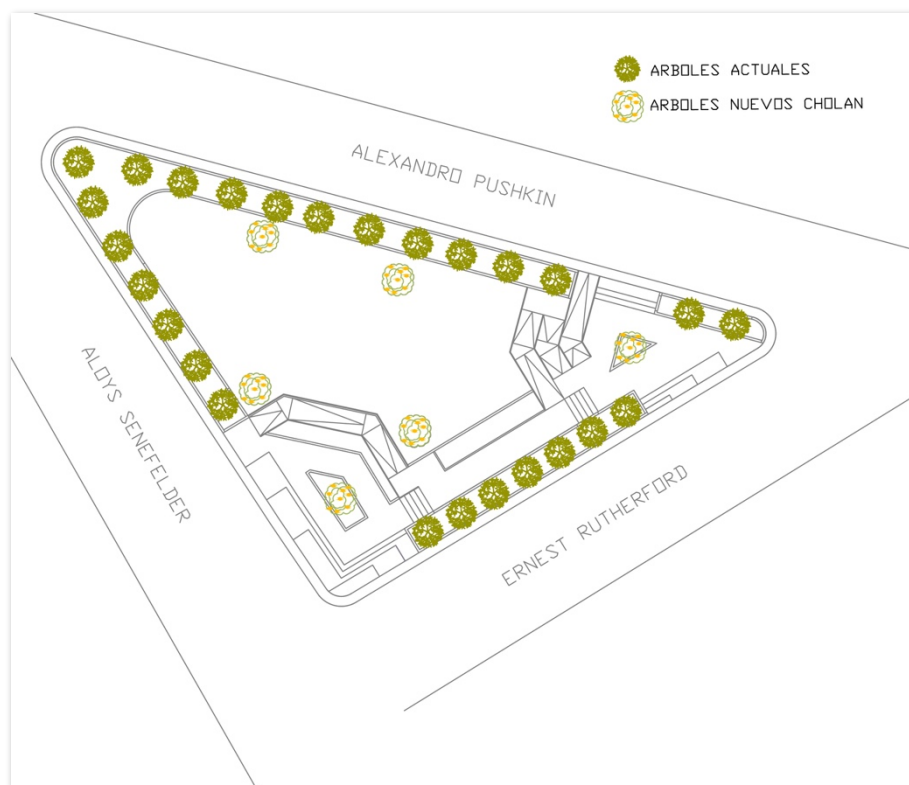 ARBOLES ACTUALES
ARBOLES NUEVOS CHOLAN
ALEXANDRO PUSHKIN
ALOYS SENEFELDER
ERNEST RUTHERFORD